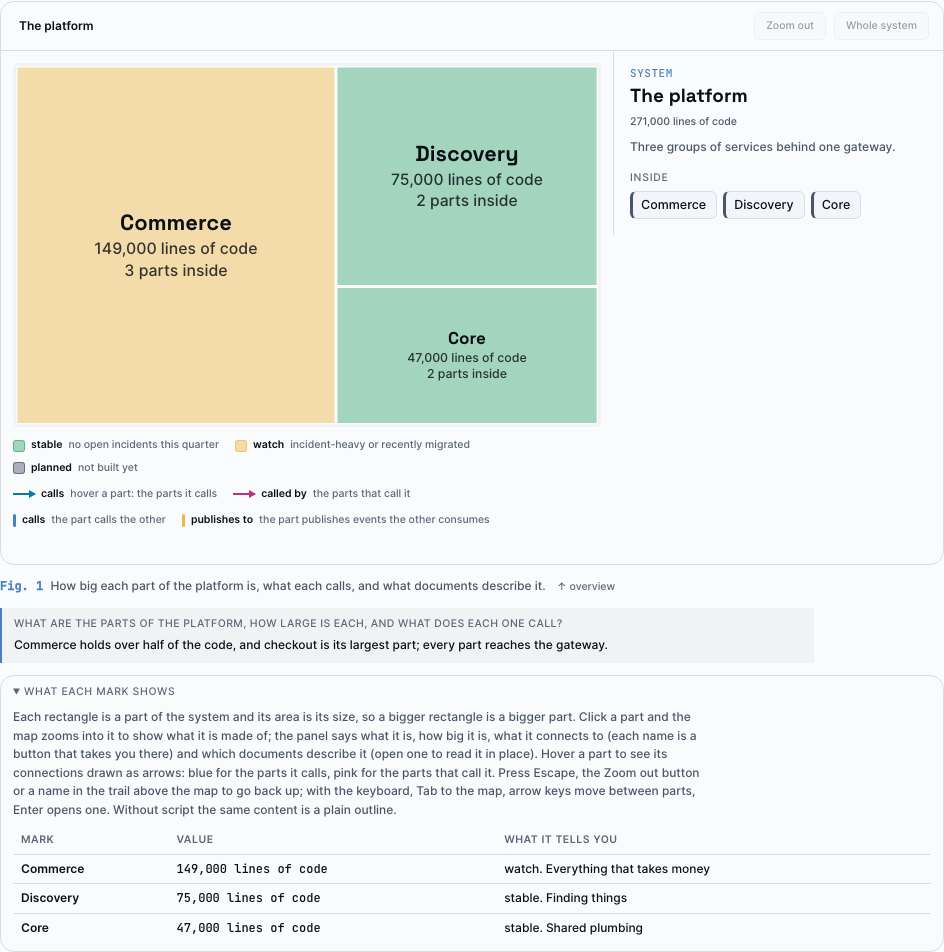 The platform
Zoom out
Whole system
Commerce
149,000 lines of code
3 parts inside
Discovery
75,000 lines of code
2 parts inside
Core
47,000 lines of code
2 parts inside
SYSTEM
The platform
271,000 lines of code
Three groups of services behind one gateway.
INSIDE
Commerce
Discovery
Core
stable no open incidents this quarter
watch incident-heavy or recently migrated
planned not built yet
calls hover a part: the parts it calls
called by the parts that call it
calls the part calls the other
publishes to the part publishes events the other consumes
Fig. 1 How big each part of the platform is, what each calls, and what documents describe it. ↑ overview
WHAT ARE THE PARTS OF THE PLATFORM, HOW LARGE IS EACH, AND WHAT DOES EACH ONE CALL?
Commerce holds over half of the code, and checkout is its largest part; every part reaches the gateway.
▼ WHAT EACH MARK SHOWS
Each rectangle is a part of the system and its area is its size, so a bigger rectangle is a bigger part. Click a part and the
map zooms into it to show what it is made of; the panel says what it is, how big it is, what it connects to (each name is a
button that takes you there) and which documents describe it (open one to read it in place). Hover a part to see its
connections drawn as arrows: blue for the parts it calls, pink for the parts that call it. Press Escape, the Zoom out button
or a name in the trail above the map to go back up; with the keyboard, Tab to the map, arrow keys move between parts,
Enter opens one. Without script the same content is a plain outline.
MARK VALUE WHAT IT TELLS YOU
Commerce 149,000 lines of code watch. Everything that takes money
Discovery 75,000 lines of code stable. Finding things
Core 47,000 lines of code stable. Shared plumbing